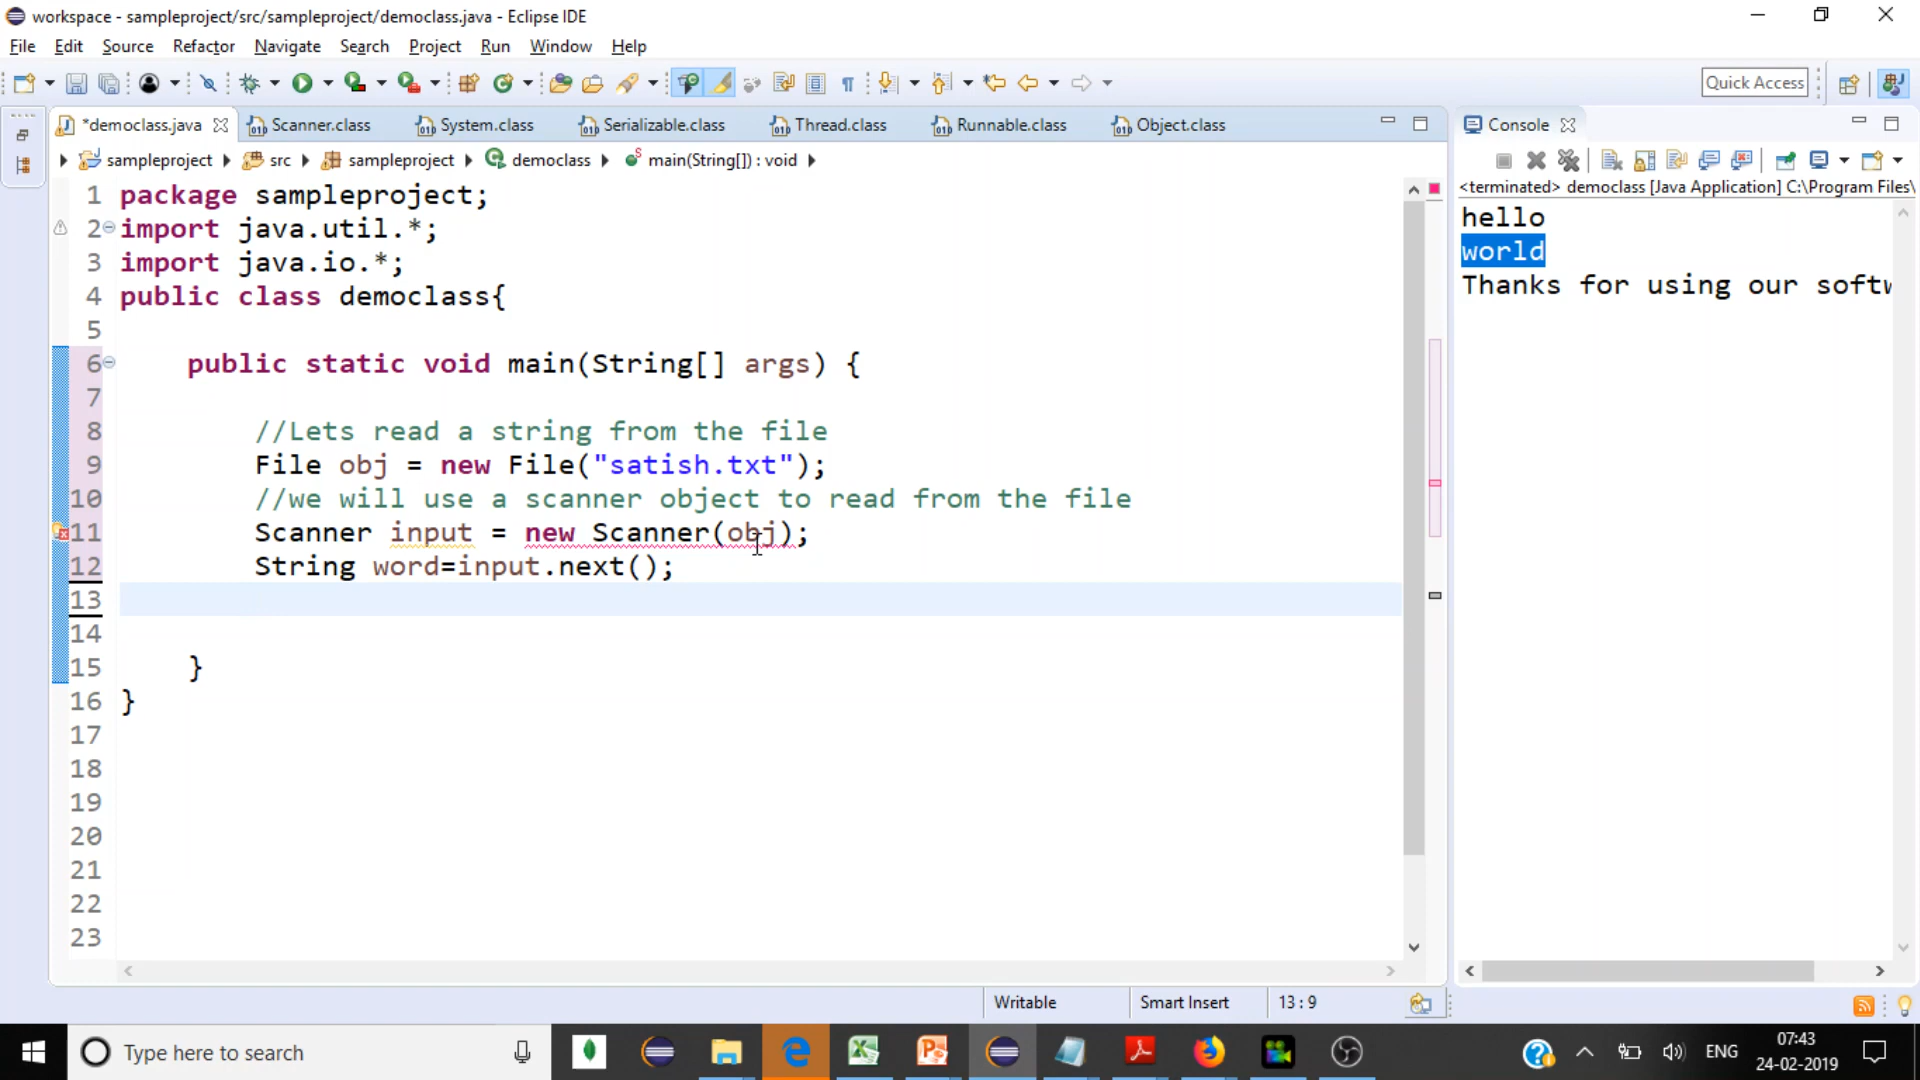 workspace - sampleproject/src/sampleproject/democlass.java - Eclipse IDE
File Edit Source Refactor Navigate Search Project Run Window Help
Quick Access
*democlass.java Scanner.class System.class Serializable.class Thread.class Runnable.class Object.class
sampleproject src sampleproject democlass main(String[]) : void
1 package sampleproject;
2 import java.util.*;
3 import java.io.*;
4 public class democlass{
5
6 public static void main(String[] args) {
7
8 //Lets read a string from the file
9 File obj = new File("satish.txt");
10 //we will use a scanner object to read from the file
11 Scanner input = new Scanner(obj);
12 String word=input.next();
13
14
15 }
16 }
17
18
19
20
21
22
23
Console
<terminated> democlass [Java Application] C:\Program Files\
hello
world
Thanks for using our softw
Writable Smart Insert 13 : 9
Type here to search
ENG
07:43
24-02-2019